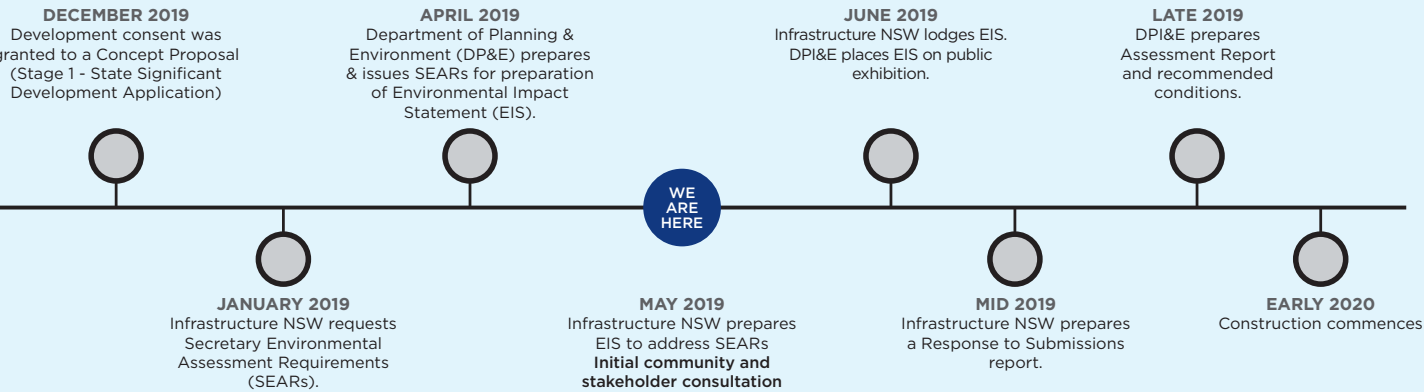 DECEMBER 2019
Development consent was
granted to a Concept Proposal
(Stage 1 - State Significant
Development Application)
JANUARY 2019
Infrastructure NSW requests
Secretary Environmental
Assessment Requirements
(SEARs).
APRIL 2019
Department of Planning &
Environment (DP&E) prepares
& issues SEARs for preparation
of Environmental Impact
Statement (EIS).
WE
ARE
HERE
MAY 2019
Infrastructure NSW prepares
EIS to address SEARs
Initial community and
stakeholder consultation
JUNE 2019
Infrastructure NSW lodges EIS.
DPI&E places EIS on public
exhibition.
MID 2019
Infrastructure NSW prepares
a Response to Submissions
report.
LATE 2019
DPI&E prepares
Assessment Report
and recommended
conditions.
EARLY 2020
Construction commences